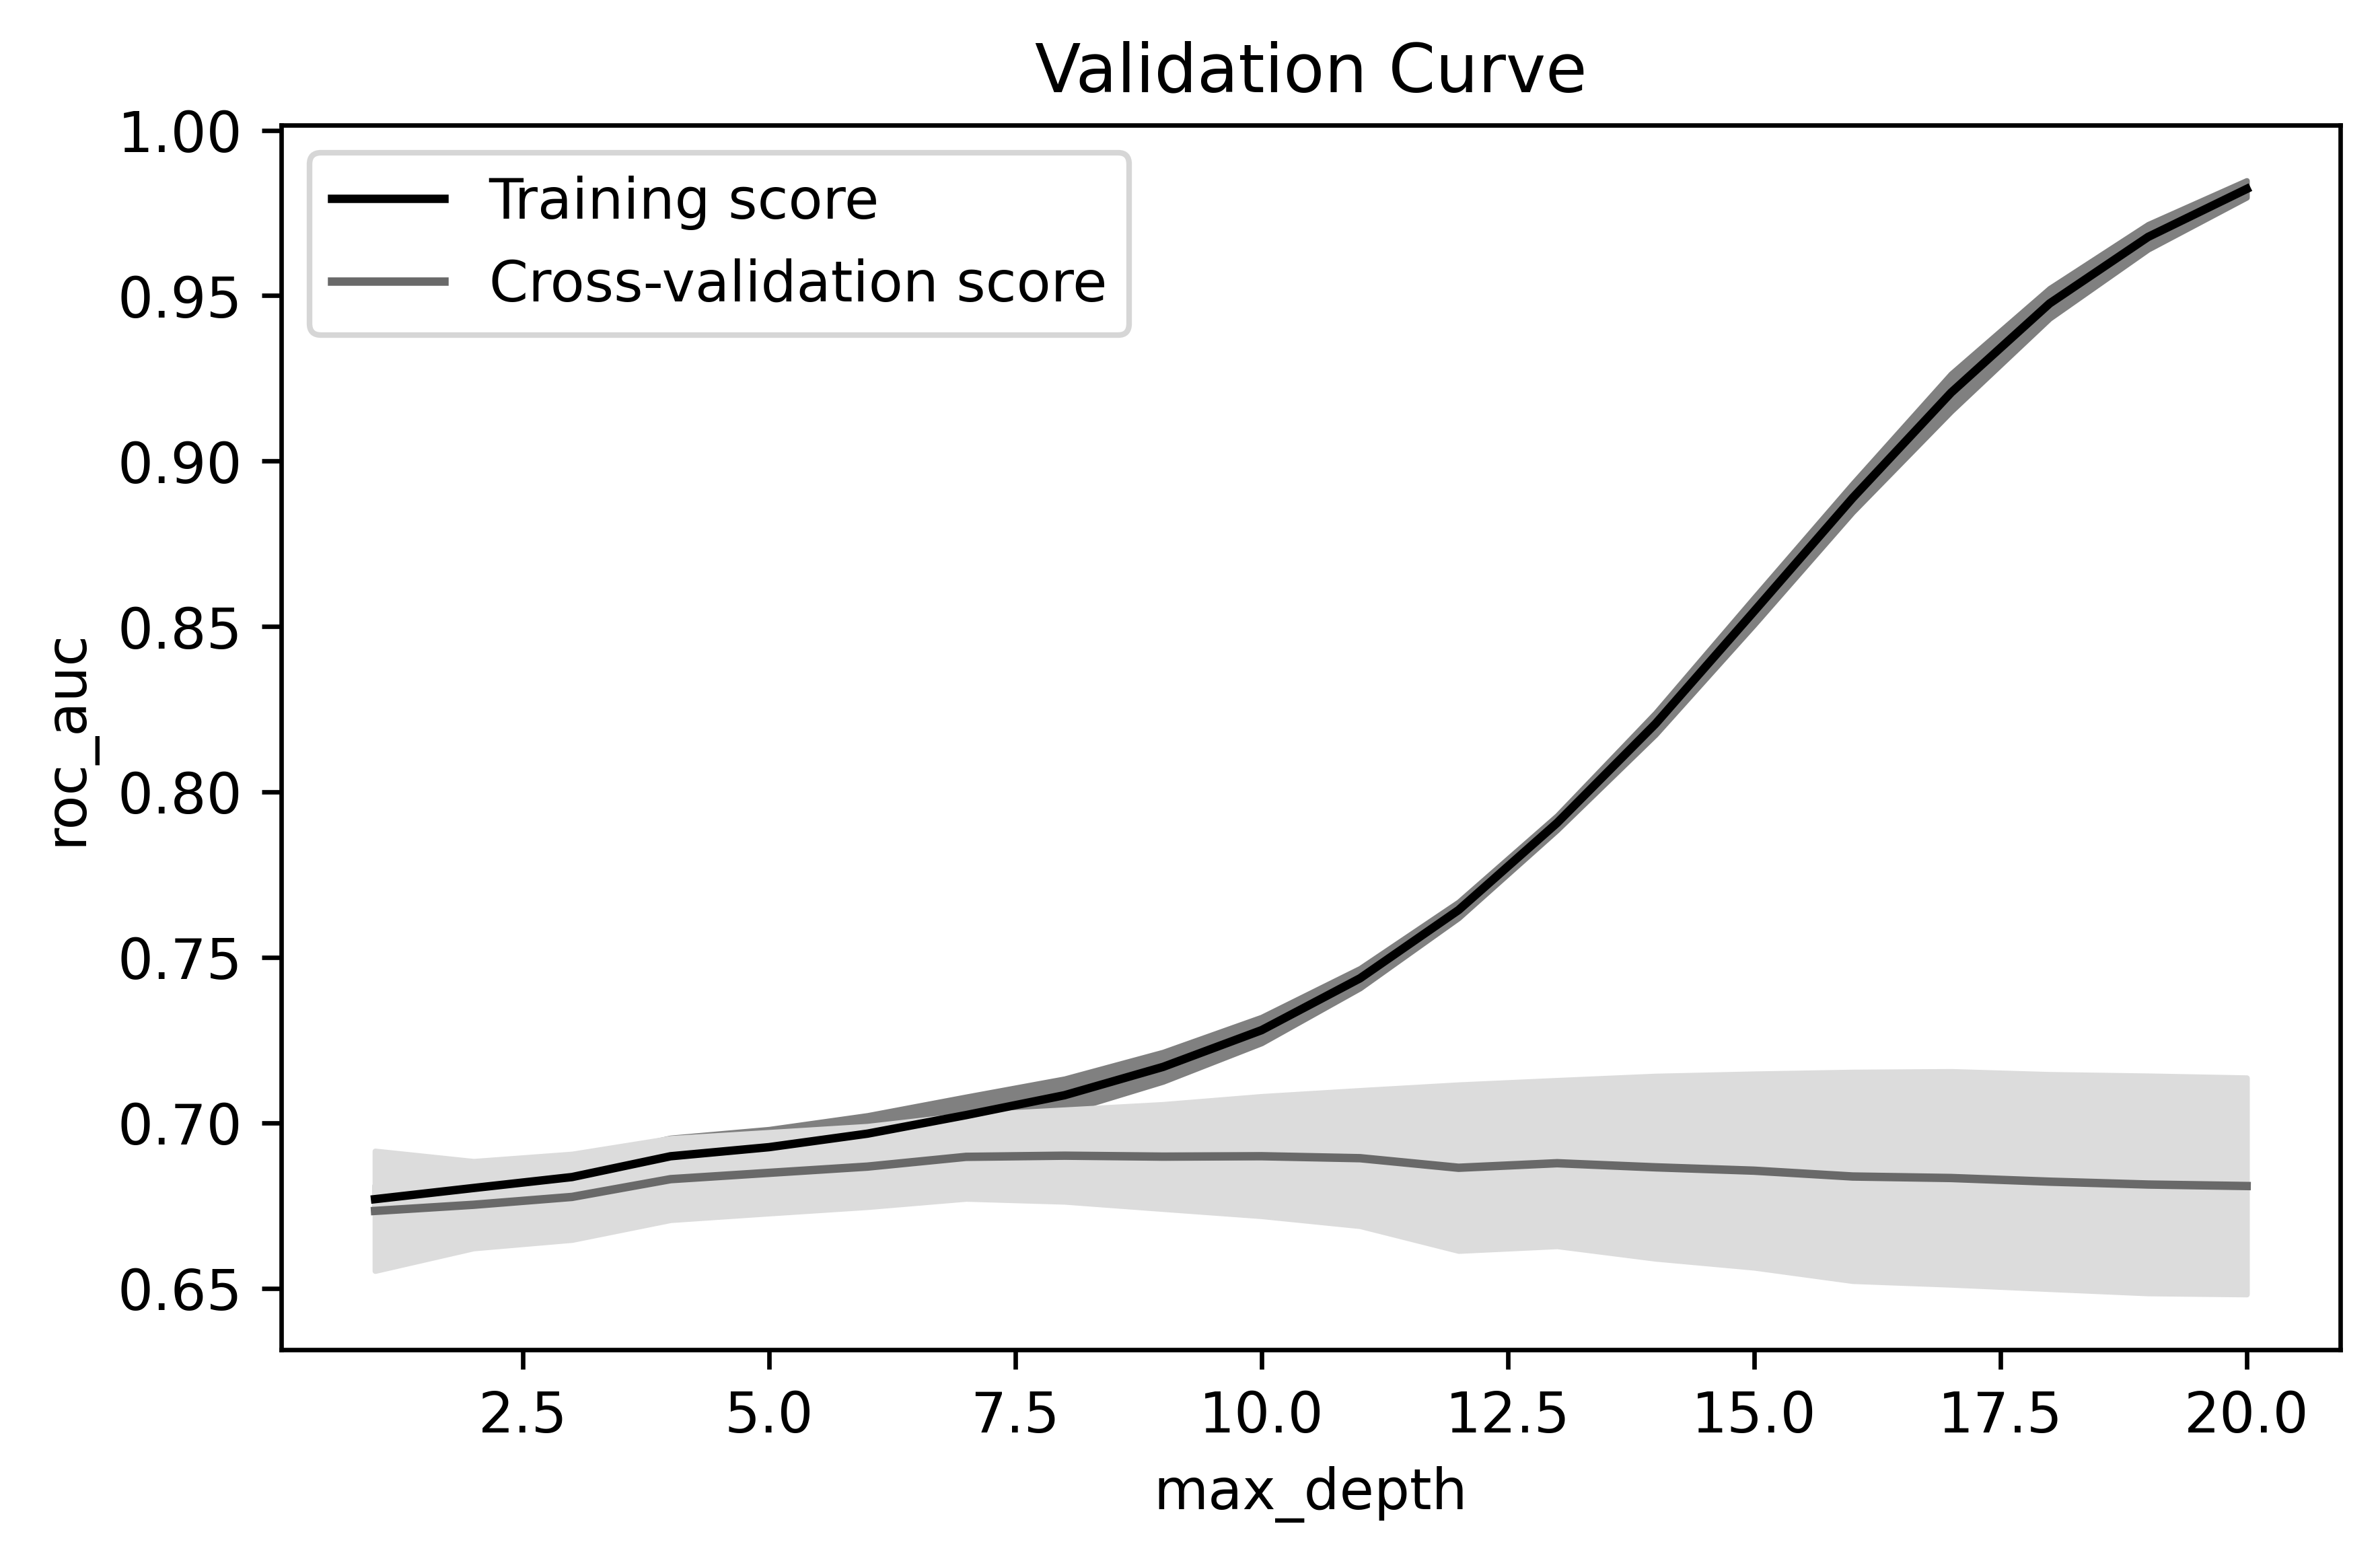 Validation Curve
1.00
0.95
0.90
0.85
0.80
0.75
0.70
0.65
roc_auc
Training score
Cross-validation score
2.5 5.0 7.5 10.0 12.5 15.0 17.5 20.0
max_depth